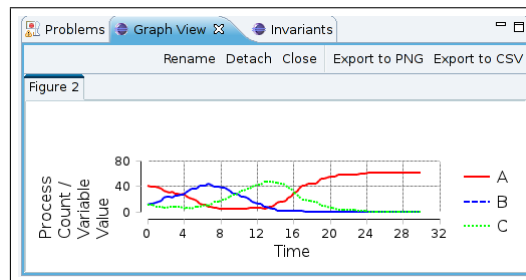 Problems Graph View Invariants
Rename Detach Close Export to PNG Export to CSV
Figure 2
Process
Count /
Variable
Value
80
40
0
0 4 8 12 16 20 24 28 32
Time
A
B
C